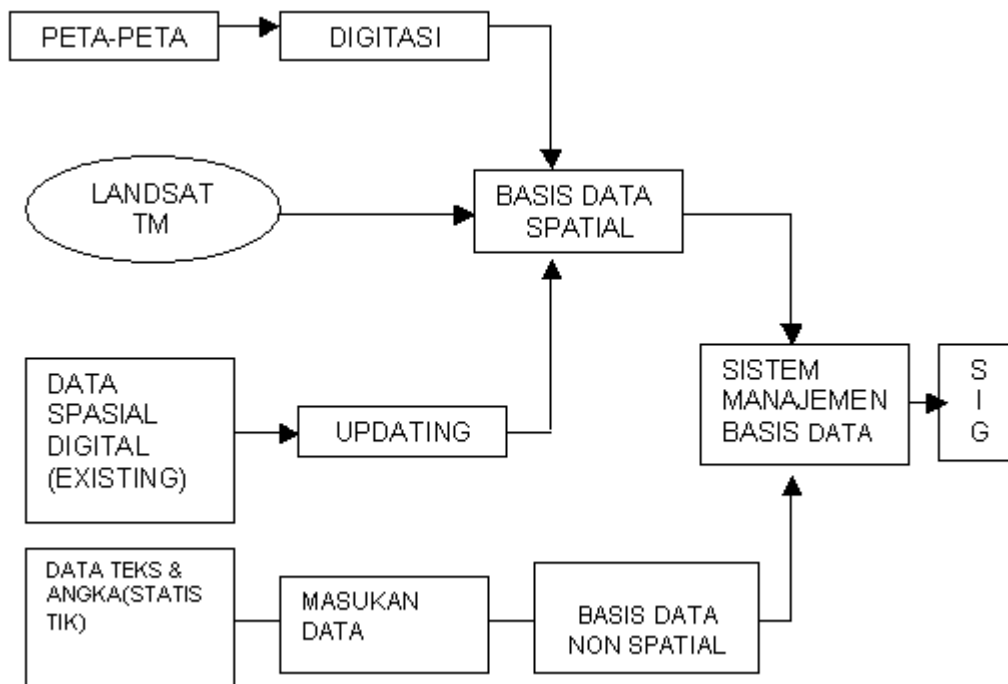 PETA-PETA
DIGITASI
LANDSAT
TM
BASIS DATA
SPATIAL
DATA
SPASIAL
DIGITAL
(EXISTING)
UPDATING
SISTEM
MANAJEMEN
BASIS DATA
S
I
G
DATA TEKS &
ANGKA(STATIS
TIK)
MASUKAN
DATA
BASIS DATA
NON SPATIAL